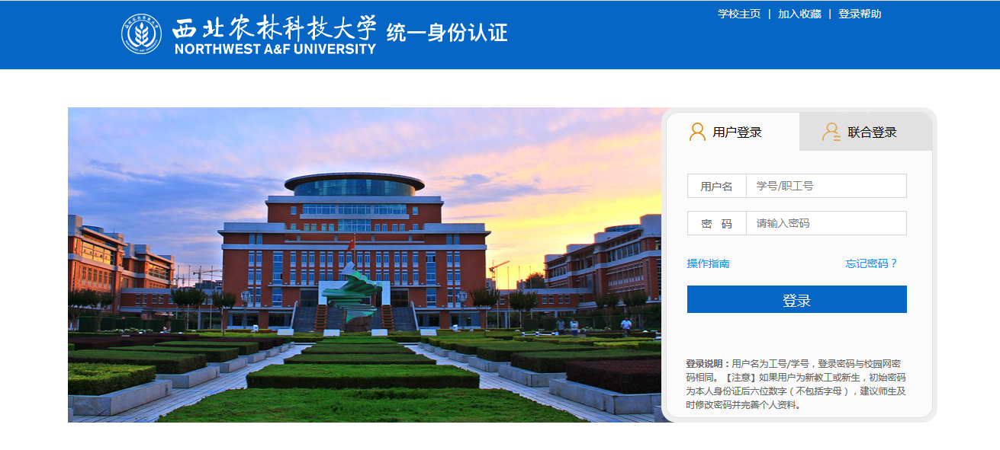 学校主页 | 加入收藏 | 登录帮助
西北农林科技大学 统一身份认证
NORTHWEST A&F UNIVERSITY
用户登录 联合登录
用户名 学号/职工号
密 码 请输入密码
操作指南 忘记密码？
登录
登录说明：用户名为工号/学号，登录密码与校园网密
码相同。【注意】如果用户为新教工或新生，初始密码
为本人身份证后六位数字（不包括字母），建议师生及
时修改密码并完善个人资料。